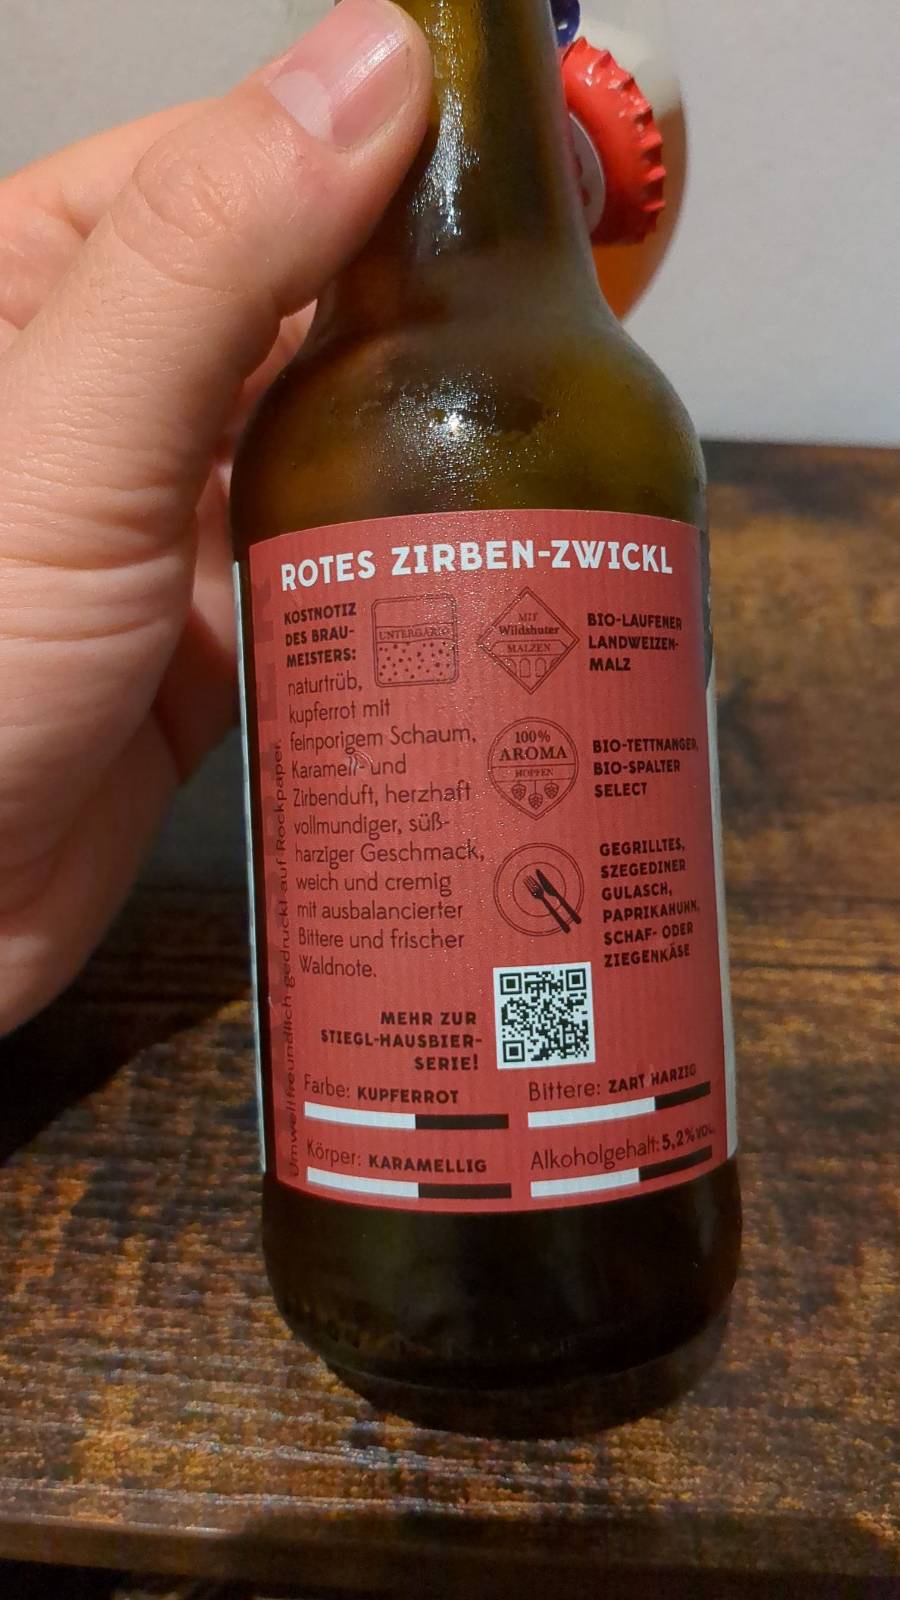 ROTES ZIRBEN-ZWICKL
KOSTNOTIZ
DES BRAU-
MEISTERS:
naturtrüb,
kupferrot mit
feinporigem Schaum,
Karamell- und
Zirbenduft, herzhaft
vollmundiger, süß-
harziger Geschmack,
weich und cremig
mit ausbalancierter
Bittere und frischer
Waldnote.
UNTERGÄRIG
MIT
Wildshuter
MALZEN
BIO-LAUFENER
LANDWEIZEN-
MALZ
100%
AROMA
HOPFEN
BIO-TETTNANGER,
BIO-SPALTER
SELECT
GEGRILLTES,
SZEGEDINER
GULASCH,
PAPRIKAHUHN,
SCHAF- ODER
ZIEGENKÄSE
MEHR ZUR
STIEGL-HAUSBIER-
SERIE!
Farbe: KUPFERROT
Bittere: ZART HARZIG
Körper: KARAMELLIG
Alkoholgehalt: 5,2%VOL.
Umweltfreundlich gedruckt auf Rockpaper.